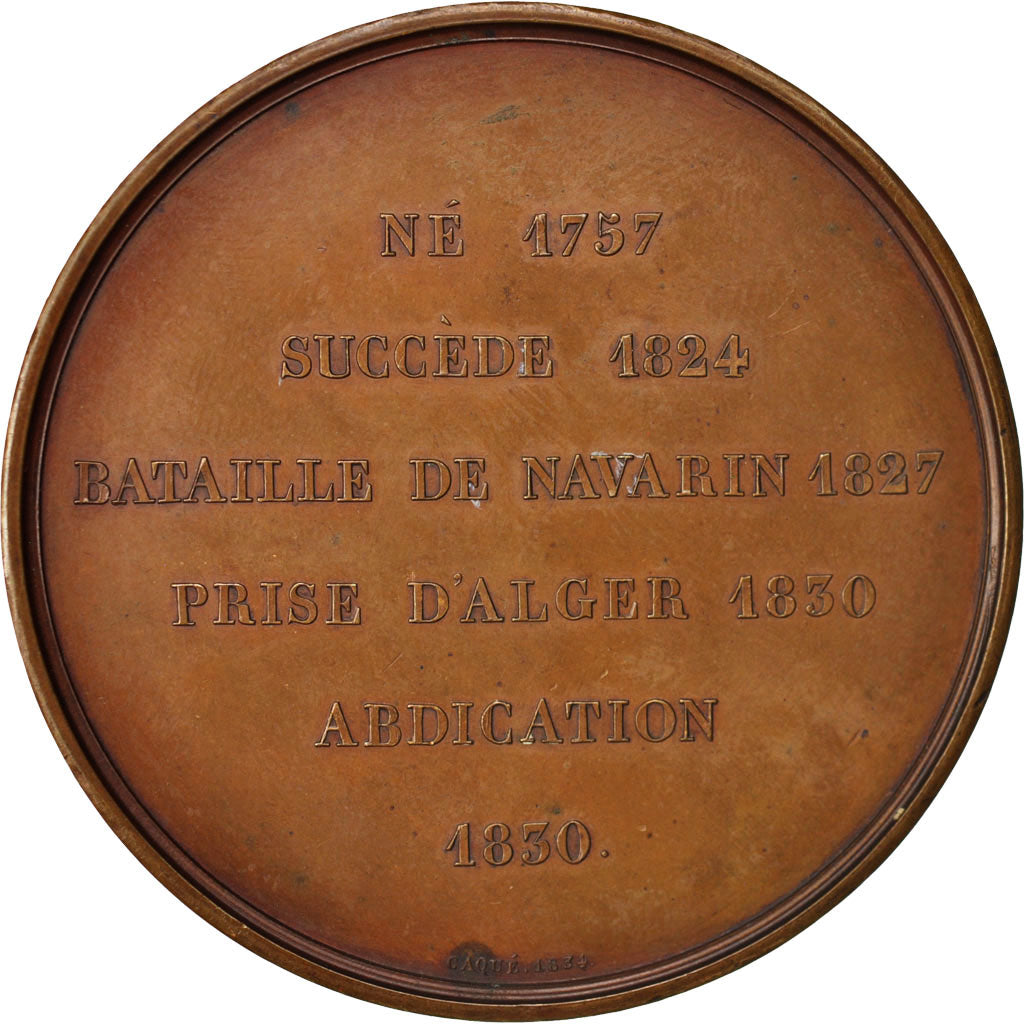 NÉ 1757
SUCCÈDE 1824
BATAILLE DE NAVARIN 1827
PRISE D'ALGER 1830
ABDICATION
1830.
CAQUÉ. 1834.